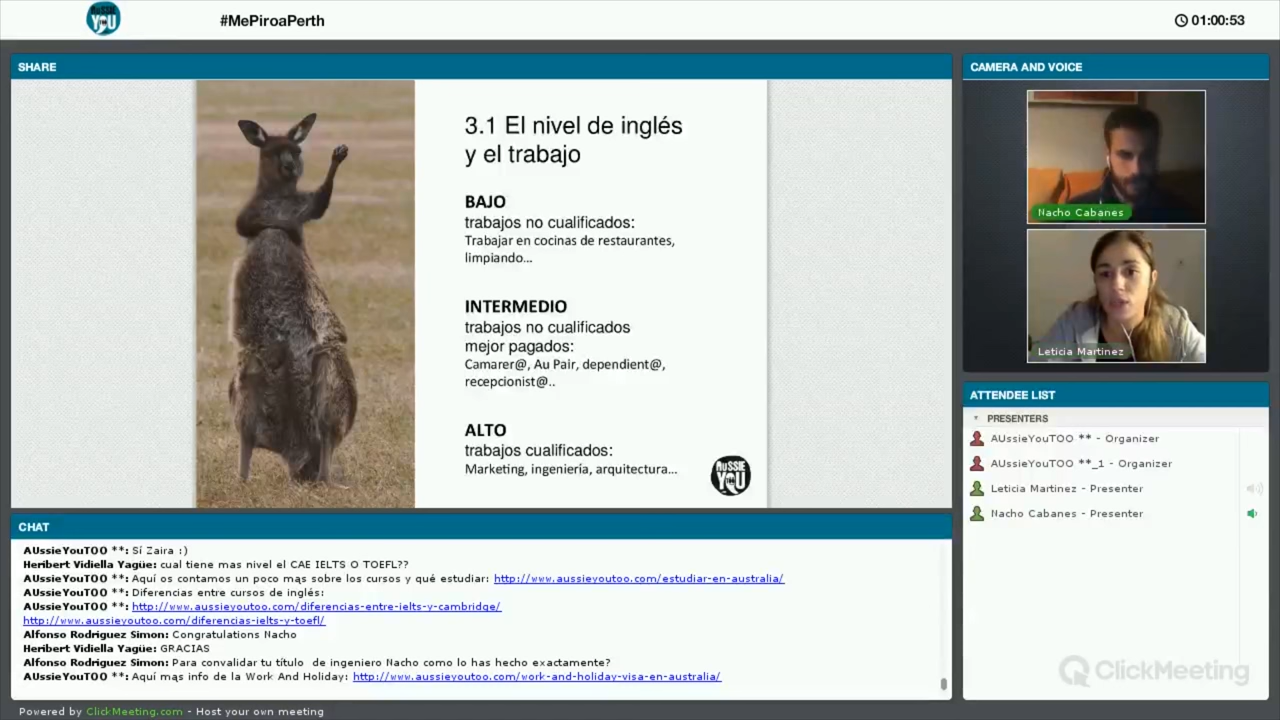 AUSSIE
YOU
TOO
#MePiroaPerth
01:00:53
SHARE
3.1 El nivel de inglés
y el trabajo
BAJO
trabajos no cualificados:
Trabajar en cocinas de restaurantes,
limpiando...
INTERMEDIO
trabajos no cualificados
mejor pagados:
Camarer@, Au Pair, dependient@,
recepcionist@..
ALTO
trabajos cualificados:
Marketing, ingeniería, arquitectura...
AUSSIE
YOU
TOO
CAMERA AND VOICE
Nacho Cabanes
Leticia Martinez
ATTENDEE LIST
PRESENTERS
AUssieYouTOO ** - Organizer
AUssieYouTOO **_1 - Organizer
Leticia Martinez - Presenter
Nacho Cabanes - Presenter
ClickMeeting
CHAT
AUssieYouTOO **: Sí Zaira :)
Heribert Vidiella Yagüe: cual tiene mas nivel el CAE IELTS O TOEFL??
AUssieYouTOO **: Aquí os contamos un poco mąs sobre los cursos y qué estudiar: http://www.aussieyoutoo.com/estudiar-en-australia/
AUssieYouTOO **: Diferencias entre cursos de inglés:
AUssieYouTOO **: http://www.aussieyoutoo.com/diferencias-entre-ielts-y-cambridge/
http://www.aussieyoutoo.com/diferencias-ielts-y-toefl/
Alfonso Rodriguez Simon: Congratulations Nacho
Heribert Vidiella Yagüe: GRACIAS
Alfonso Rodriguez Simon: Para convalidar tu título de ingeniero Nacho como lo has hecho exactamente?
AUssieYouTOO **: Aquí mąs info de la Work And Holiday: http://www.aussieyoutoo.com/work-and-holiday-visa-en-australia/
Powered by ClickMeeting.com - Host your own meeting